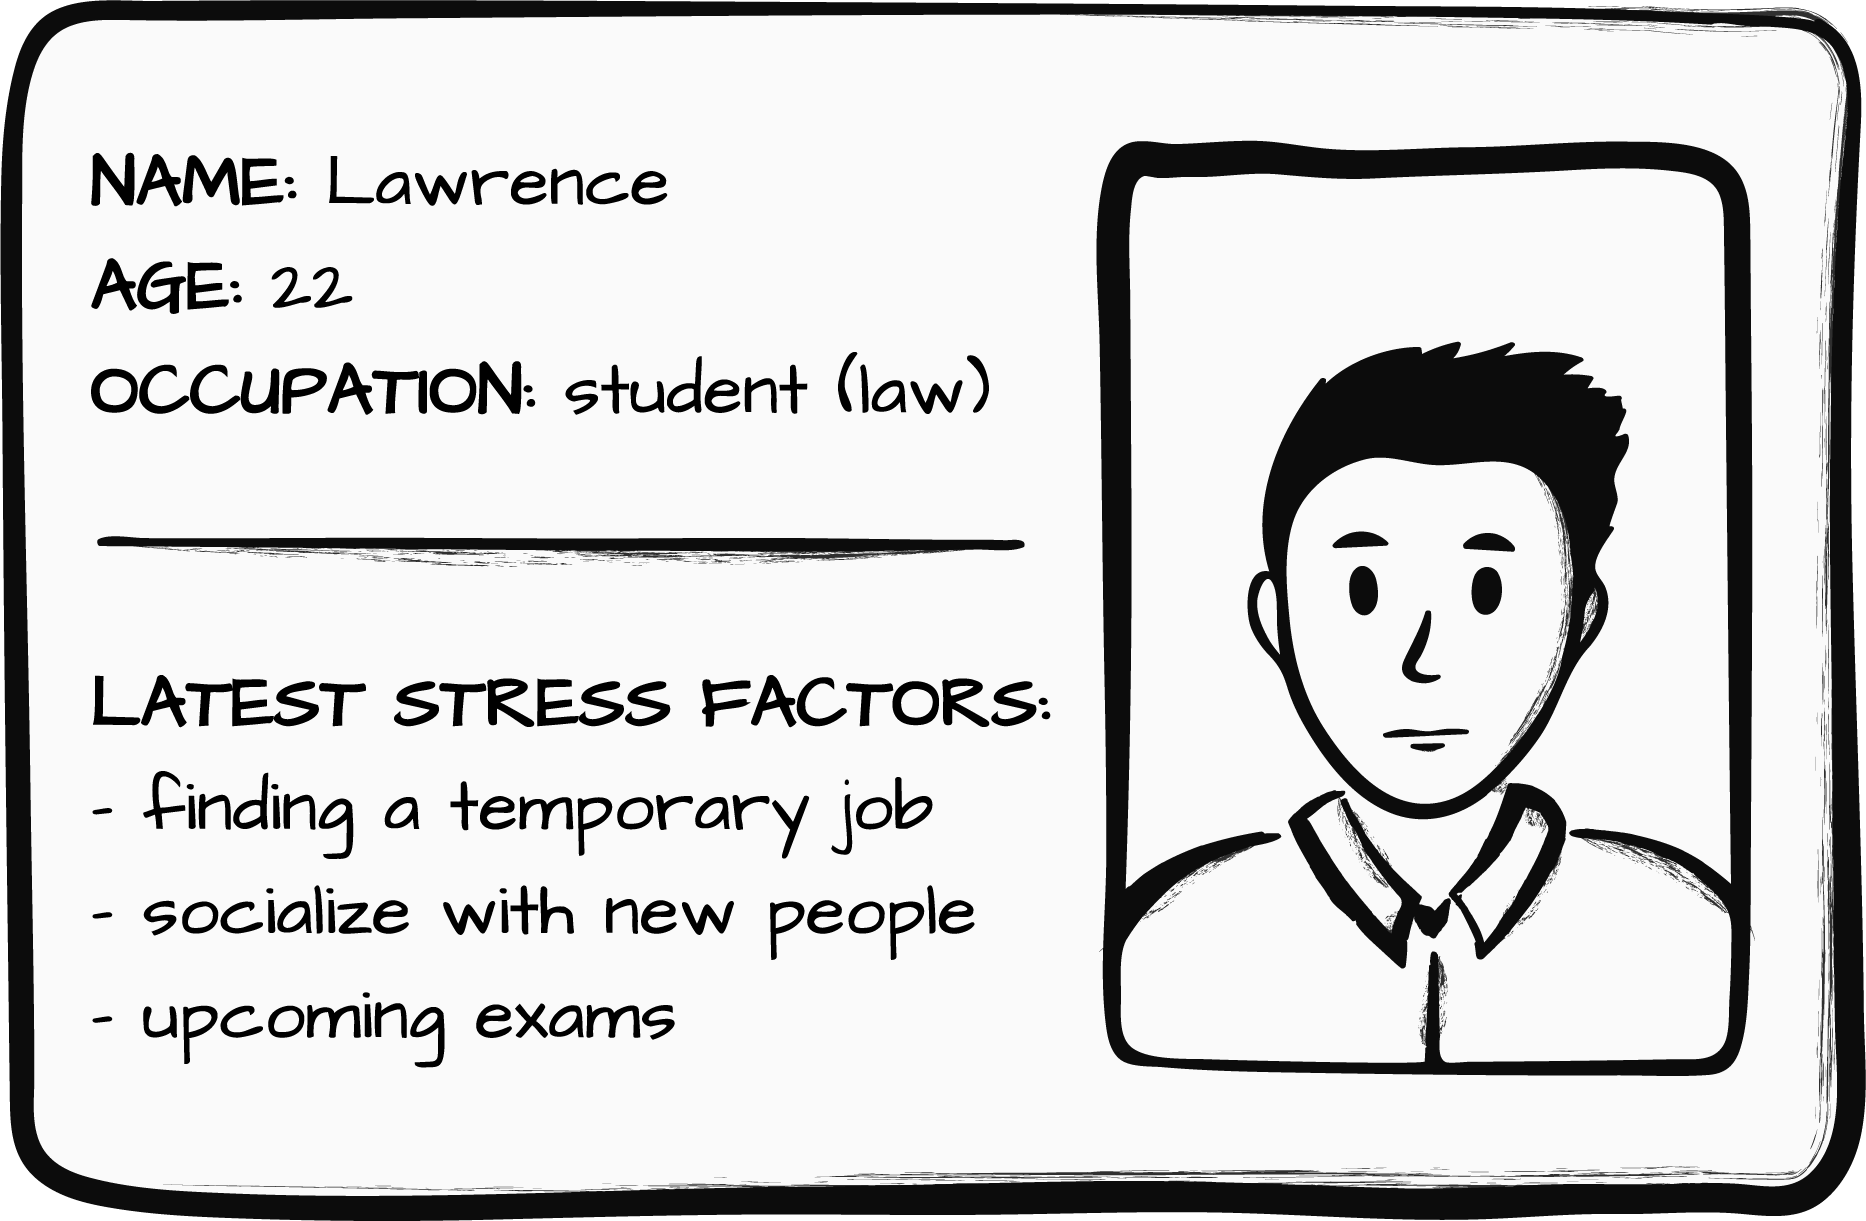 NAME: Lawrence
AGE: 22
OCCUPATION: student (law)
LATEST STRESS FACTORS:
- finding a temporary job
- socialize with new people
- upcoming exams